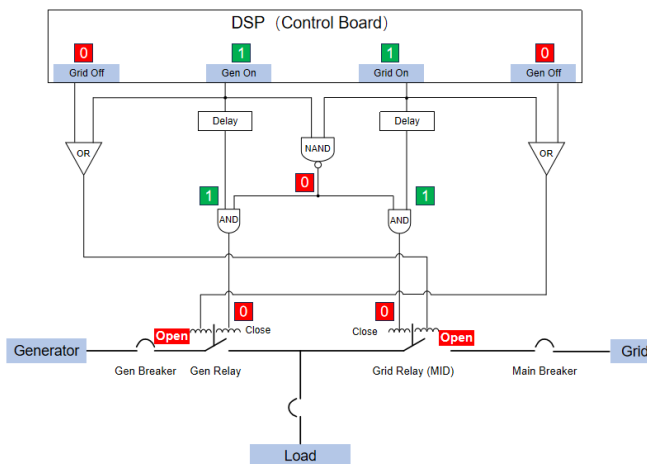 DSP（Control Board）
0 1 1 0
Grid Off Gen On Grid On Gen Off
Delay Delay
NAND
OR OR
0
1 1
AND AND
0 0
Open Close Close Open
Generator Grid
Gen Breaker Gen Relay Grid Relay (MID) Main Breaker
Load